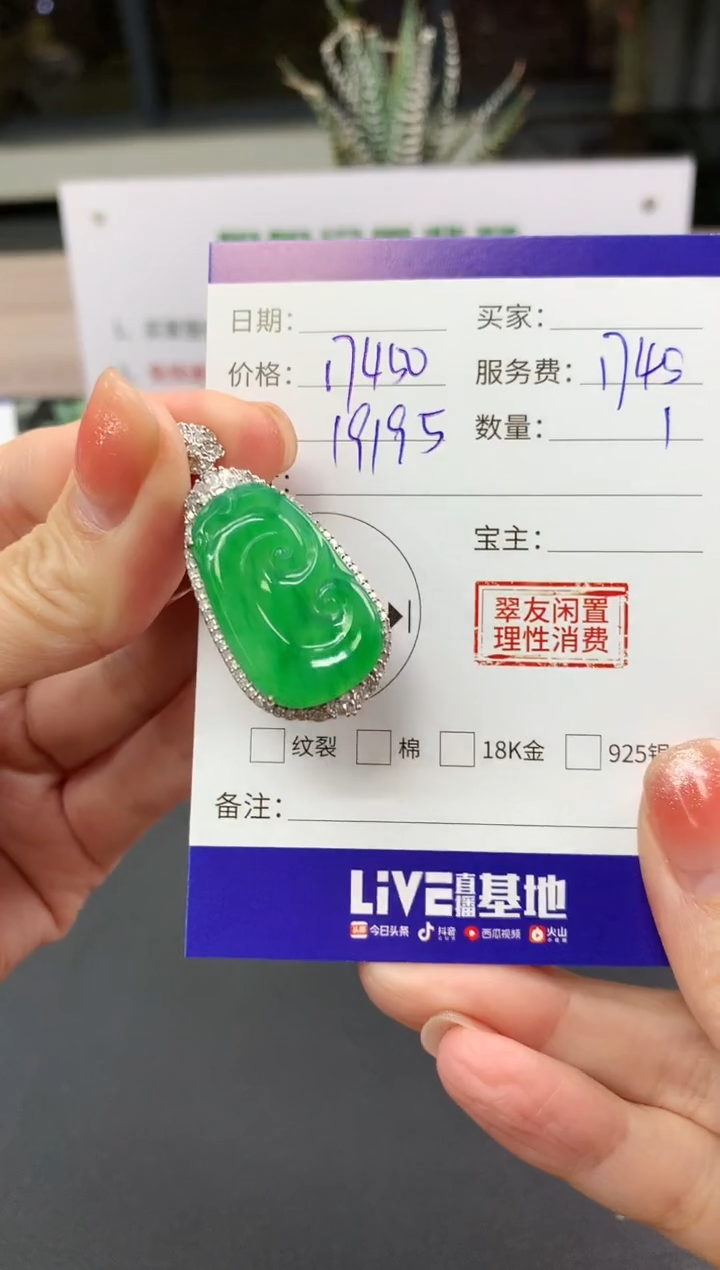 日期： 买家：
价格： 17450 服务费： 1745
19195 数量： 1
宝主：
翠友闲置
理性消费
纹裂 棉 18K金 925银
备注：
LiVE直播基地
头条 今日头条 抖音 西瓜视频 火山